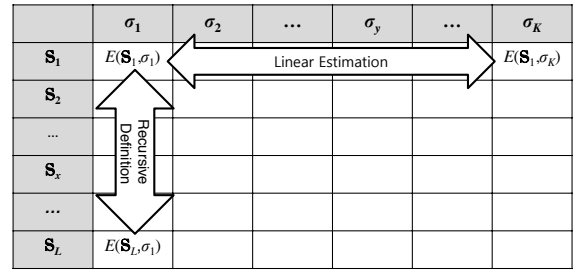 σ1 σ2 ... σy ... σK
S1 E(S1,σ1) Linear Estimation E(S1,σK)
S2
...
Recursive
Definition
Sx
...
SL E(SL,σ1)